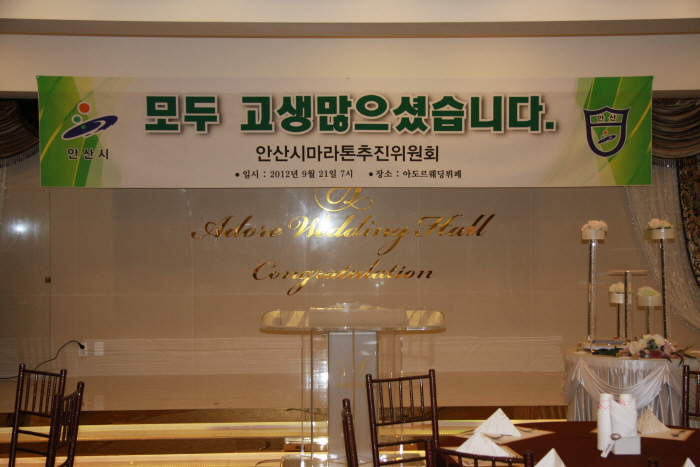 모두 고생많으셨습니다.
안산시
안산
안산시마라톤추진위원회
• 일시 : 2012년 9월 21일 7시 • 장소 : 아도르웨딩뷔페
Adore Wedding Hall
Congratulation